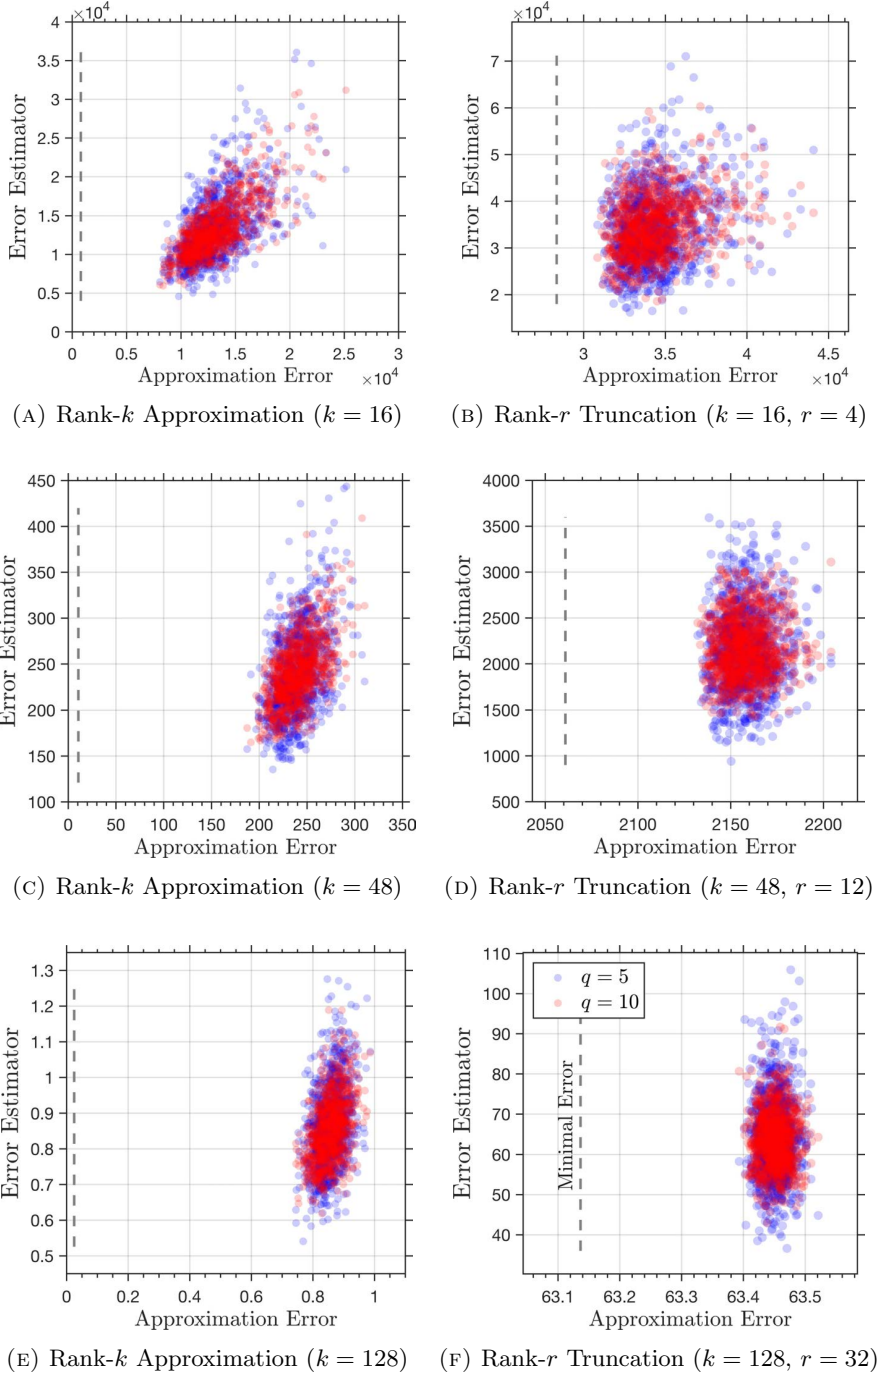 ×10⁴
4
3.5
3
2.5
2
1.5
1
0.5
0
Error Estimator
0 0.5 1 1.5 2 2.5 3
Approximation Error
×10⁴
(A) Rank-k Approximation (k = 16)
×10⁴
7
6
5
4
3
2
Error Estimator
3 3.5 4 4.5
Approximation Error
×10⁴
(B) Rank-r Truncation (k = 16, r = 4)
450
400
350
300
250
200
150
100
Error Estimator
0 50 100 150 200 250 300 350
Approximation Error
(C) Rank-k Approximation (k = 48)
4000
3500
3000
2500
2000
1500
1000
500
Error Estimator
2050 2100 2150 2200
Approximation Error
(D) Rank-r Truncation (k = 48, r = 12)
1.3
1.2
1.1
1
0.9
0.8
0.7
0.6
0.5
Error Estimator
0 0.2 0.4 0.6 0.8 1
Approximation Error
(E) Rank-k Approximation (k = 128)
110
100
90
80
70
60
50
40
Error Estimator
q = 5
q = 10
Minimal Error
63.1 63.2 63.3 63.4 63.5
Approximation Error
(F) Rank-r Truncation (k = 128, r = 32)